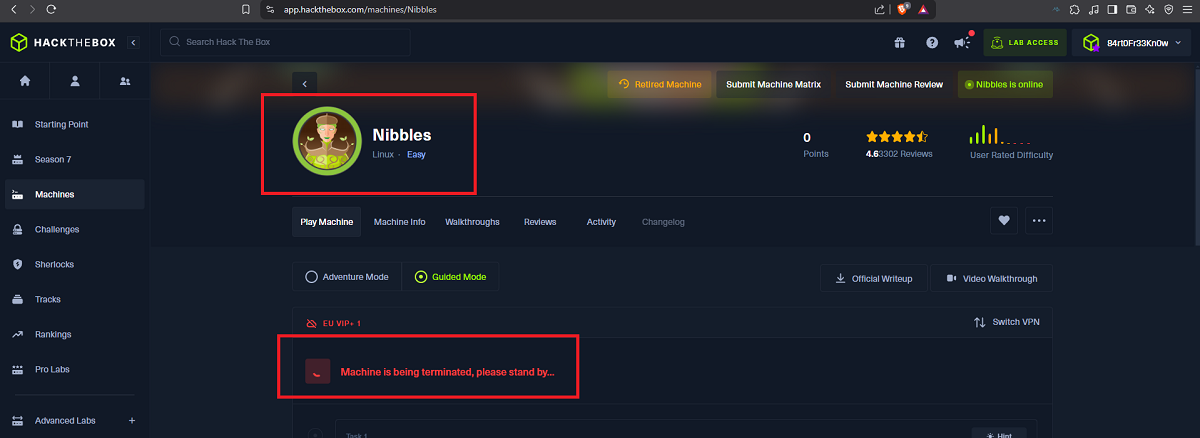 app.hackthebox.com/machines/Nibbles
HACKTHEBOX
Search Hack The Box
LAB ACCESS
84rt0Fr33Kn0w
Retired Machine
Submit Machine Matrix
Submit Machine Review
Nibbles is online
Starting Point
Season 7
Machines
Challenges
Sherlocks
Tracks
Rankings
Pro Labs
Advanced Labs
Nibbles
Linux · Easy
0
Points
4.6 3302 Reviews
User Rated Difficulty
Play Machine
Machine Info
Walkthroughs
Reviews
Activity
Changelog
Adventure Mode
Guided Mode
Official Writeup
Video Walkthrough
EU VIP+ 1
Switch VPN
Machine is being terminated, please stand by...
Task 1
Hint